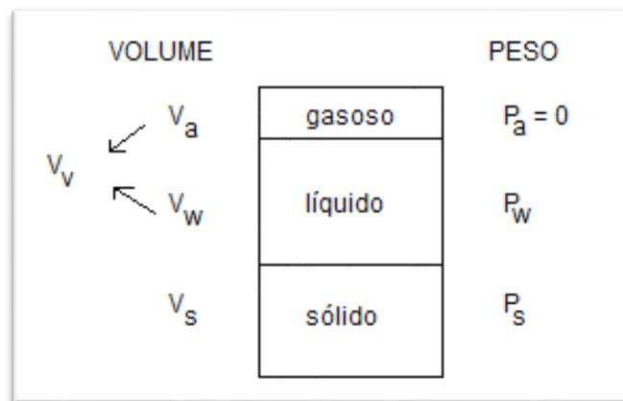 VOLUME PESO
Va gasoso Pa = 0
Vv
Vw líquido Pw
Vs sólido Ps